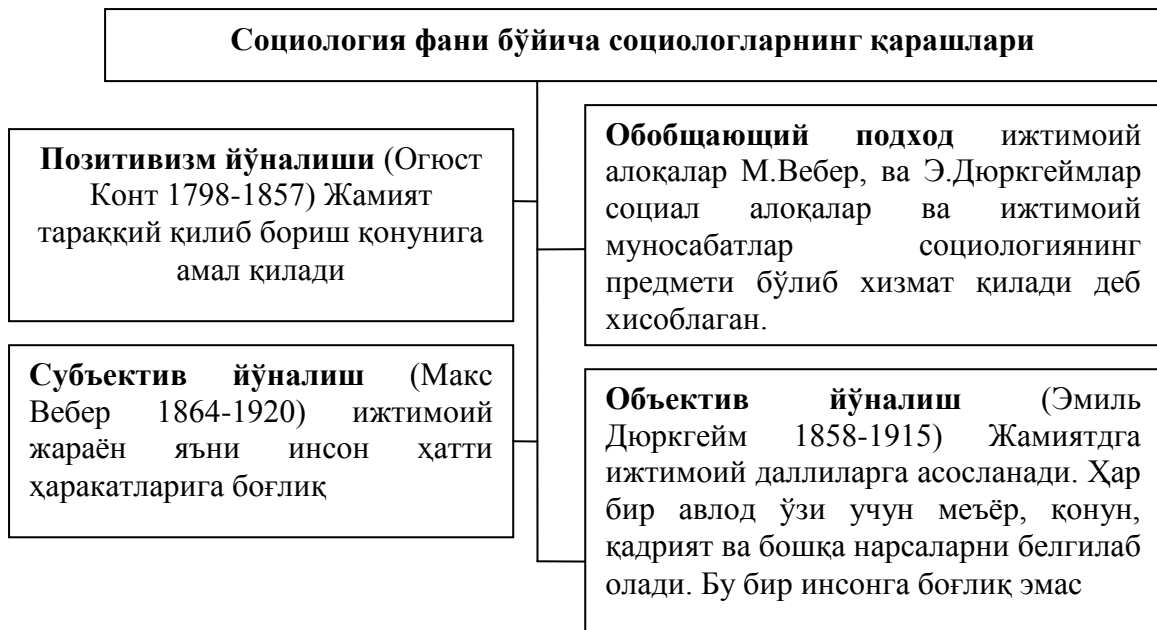 Социология фани бўйича социологларнинг қарашлари
Позитивизм йўналиши (Огюст
Конт 1798-1857) Жамият
тараққий қилиб бориш қонунига
амал қилади
Обобщающий подход ижтимоий
алоқалар М.Вебер, ва Э.Дюркгеймлар
социал алоқалар ва ижтимоий
муносабатлар социологиянинг
предмети бўлиб хизмат қилади деб
хисоблаган.
Субъектив йўналиш (Макс
Вебер 1864-1920) ижтимоий
жараён яъни инсон ҳатти
ҳаракатларига боғлиқ
Объектив йўналиш (Эмиль
Дюркгейм 1858-1915) Жамиятдга
ижтимоий даллиларга асосланади. Ҳар
бир авлод ўзи учун меъёр, қонун,
қадрият ва бошқа нарсаларни белгилаб
олади. Бу бир инсонга боғлиқ эмас